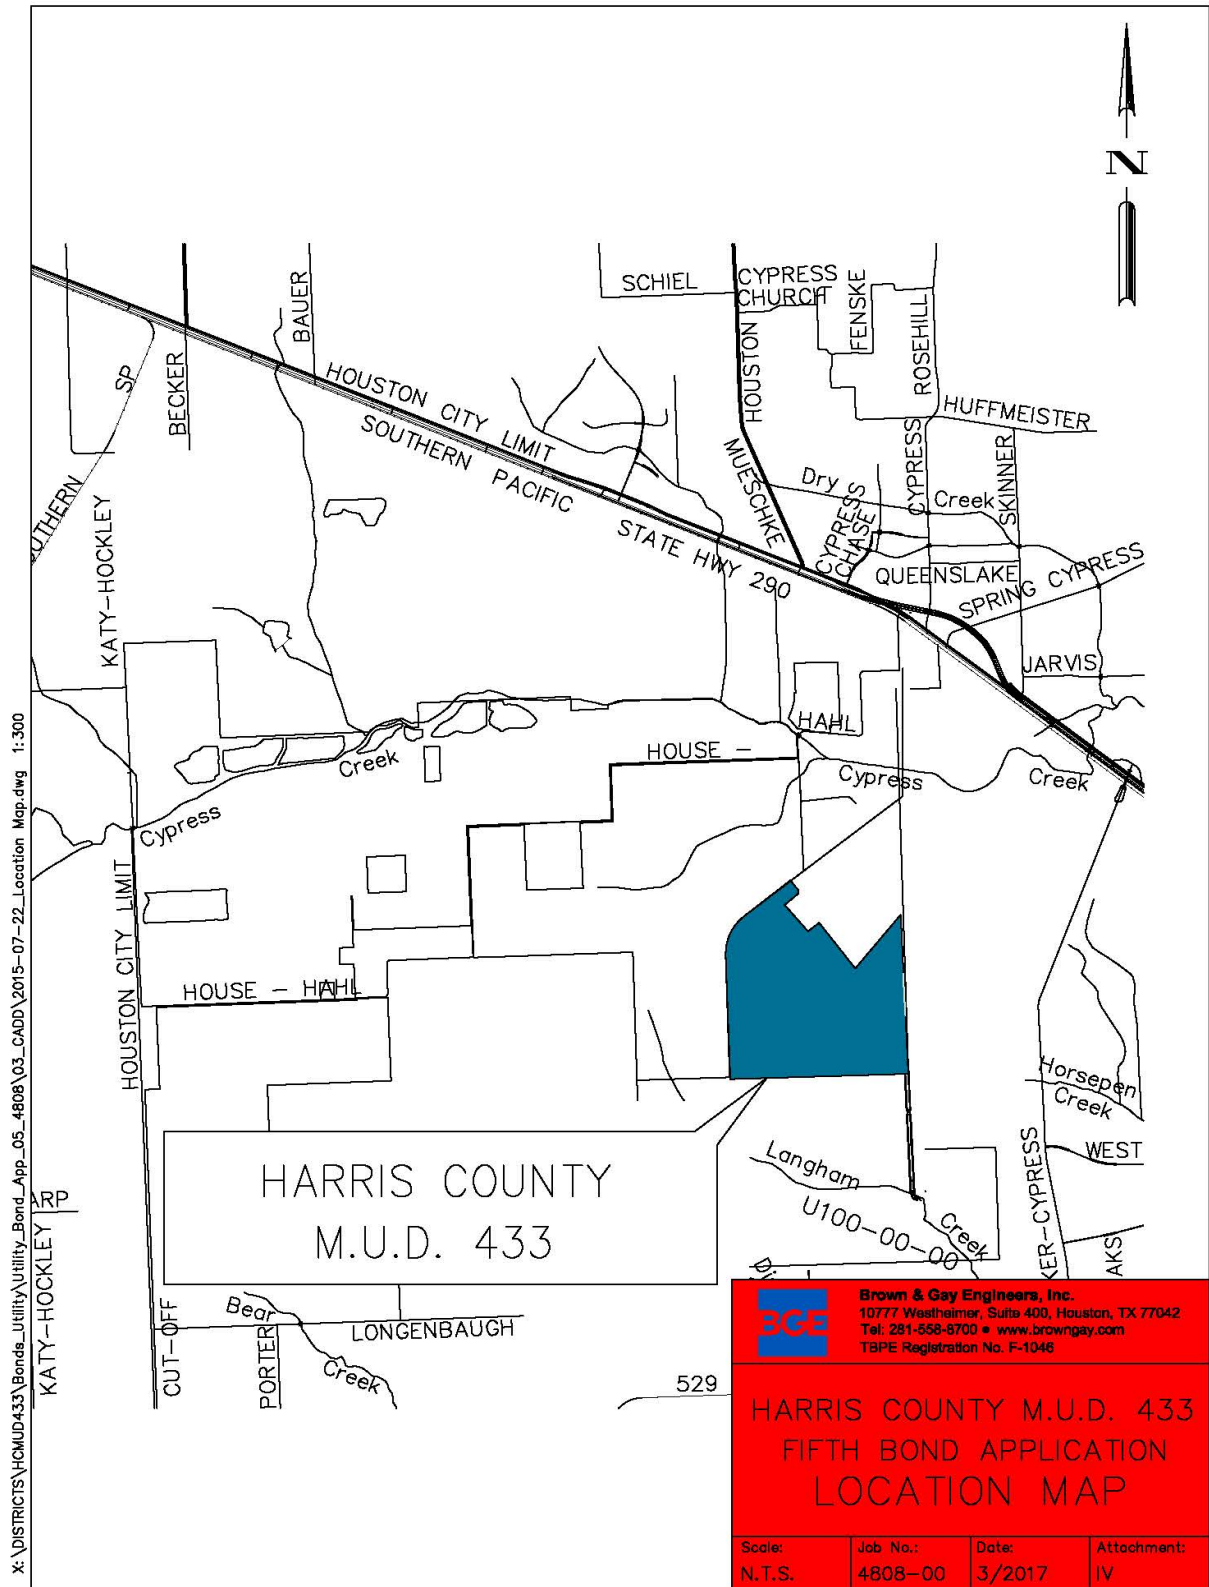 N
SCHIEL
CYPRESS
CHURCH
FENSKE
ROSEHILL
BAUER
HOUSTON
BECKER
SP
HOUSTON CITY LIMIT
SOUTHERN PACIFIC
STATE HWY 290
HUFFMEISTER
MUESCHKE
Dry
Creek
CYPRESS
SKINNER
CYPRESS
CHASE
UTHERN
KATY-HOCKLEY
QUEENSLAKE
SPRING CYPRESS
JARVIS
HAHL
HOUSE -
Creek
Cypress
Creek
Cypress
HOUSTON CITY LIMIT
HOUSE - HAHL
Horsepen
Creek
HARRIS COUNTY
M.U.D. 433
Langham
Creek
U100-00-00
WEST
KER-CYPRESS
AKS
ARP
KATY-HOCKLEY
CUT-OFF
Bear
Creek
PORTER
LONGENBAUGH
529
X:\DISTRICTS\HCMUD433\Bonds_Utility\Utility_Bond_App_05_4808\03_CADD\2015-07-22_Location Map.dwg 1:300
BGE
Brown & Gay Engineers, Inc.
10777 Westheimer, Suite 400, Houston, TX 77042
Tel: 281-558-8700 • www.browngay.com
TBPE Registration No. F-1046
HARRIS COUNTY M.U.D. 433
FIFTH BOND APPLICATION
LOCATION MAP
Scale:
N.T.S.
Job No.:
4808-00
Date:
3/2017
Attachment:
IV